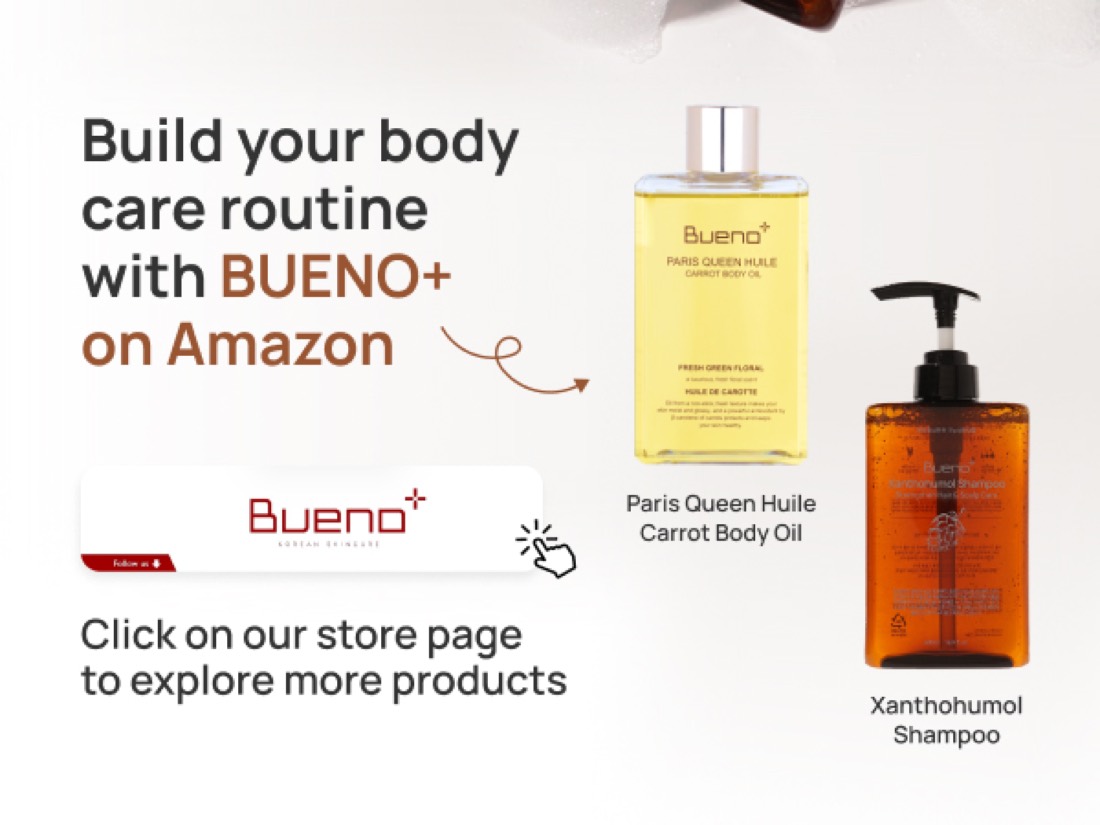 Build your body
care routine
with BUENO+
on Amazon
Bueno+
KOREAN SKINCARE
Follow us
Click on our store page
to explore more products
Bueno+
PARIS QUEEN HUILE
CARROT BODY OIL
FRESH GREEN FLORAL
HUILE DE CAROTTE
Paris Queen Huile
Carrot Body Oil
Bueno+
Xanthohumol Shampoo
Xanthohumol
Shampoo